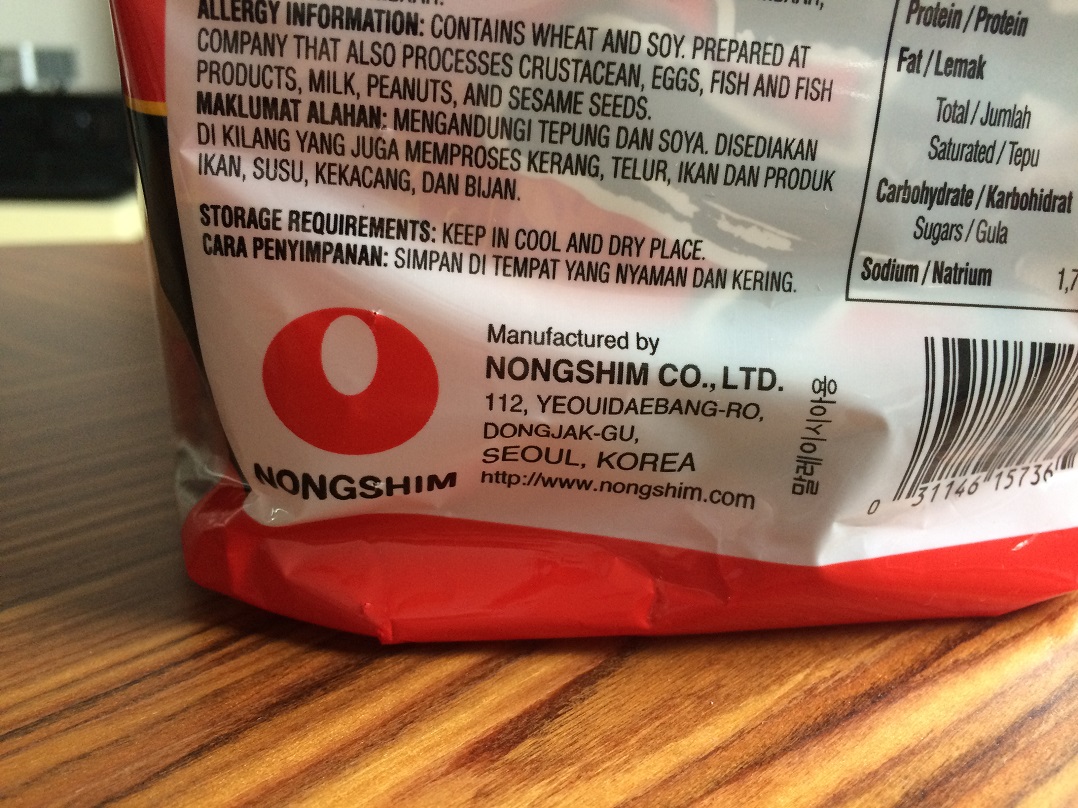 ALLERGY INFORMATION: CONTAINS WHEAT AND SOY. PREPARED AT
COMPANY THAT ALSO PROCESSES CRUSTACEAN, EGGS, FISH AND FISH
PRODUCTS, MILK, PEANUTS, AND SESAME SEEDS.
MAKLUMAT ALAHAN: MENGANDUNGI TEPUNG DAN SOYA. DISEDIAKAN
DI KILANG YANG JUGA MEMPROSES KERANG, TELUR, IKAN DAN PRODUK
IKAN, SUSU, KEKACANG, DAN BIJAN.
STORAGE REQUIREMENTS: KEEP IN COOL AND DRY PLACE.
CARA PENYIMPANAN: SIMPAN DI TEMPAT YANG NYAMAN DAN KERING.
Protein / Protein
Fat / Lemak
Total / Jumlah
Saturated / Tepu
Carbohydrate / Karbohidrat
Sugars / Gula
Sodium / Natrium
NONGSHIM
Manufactured by
NONGSHIM CO., LTD.
112, YEOUIDAEBANG-RO,
DONGJAK-GU,
SEOUL, KOREA
http://www.nongshim.com
0 31146 15736